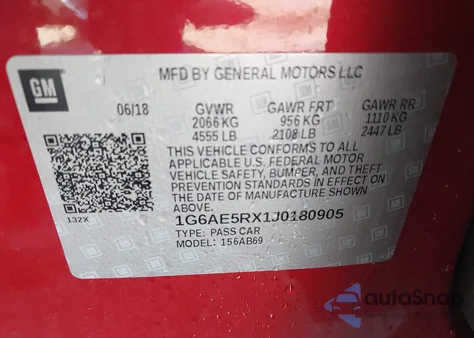 MFD BY GENERAL MOTORS LLC
GM
06/18 GVWR GAWR FRT GAWR RR
2066 KG 956 KG 1110 KG
4555 LB 2108 LB 2447 LB
THIS VEHICLE CONFORMS TO ALL
APPLICABLE U.S. FEDERAL MOTOR
VEHICLE SAFETY, BUMPER, AND THEFT
PREVENTION STANDARDS IN EFFECT ON
THE DATE OF MANUFACTURE SHOWN
ABOVE.
132X
1G6AE5RX1J0180905
TYPE: PASS CAR
MODEL: 156AB69
autoSnap